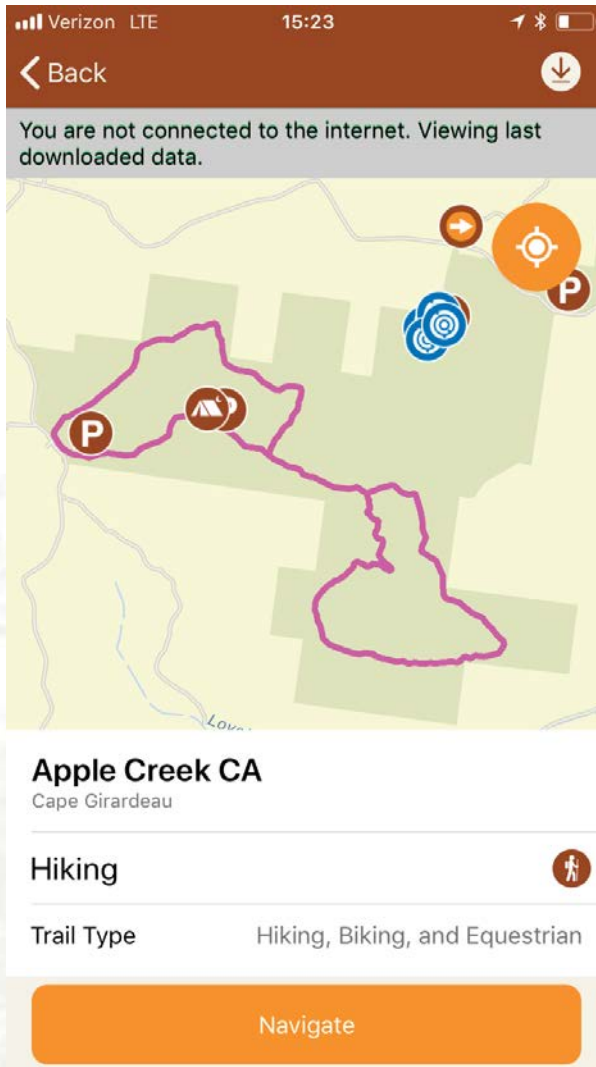 Verizon LTE 15:23
Back
You are not connected to the internet. Viewing last
downloaded data.
P
P
Apple Creek CA
Cape Girardeau
Hiking
Trail Type Hiking, Biking, and Equestrian
Navigate